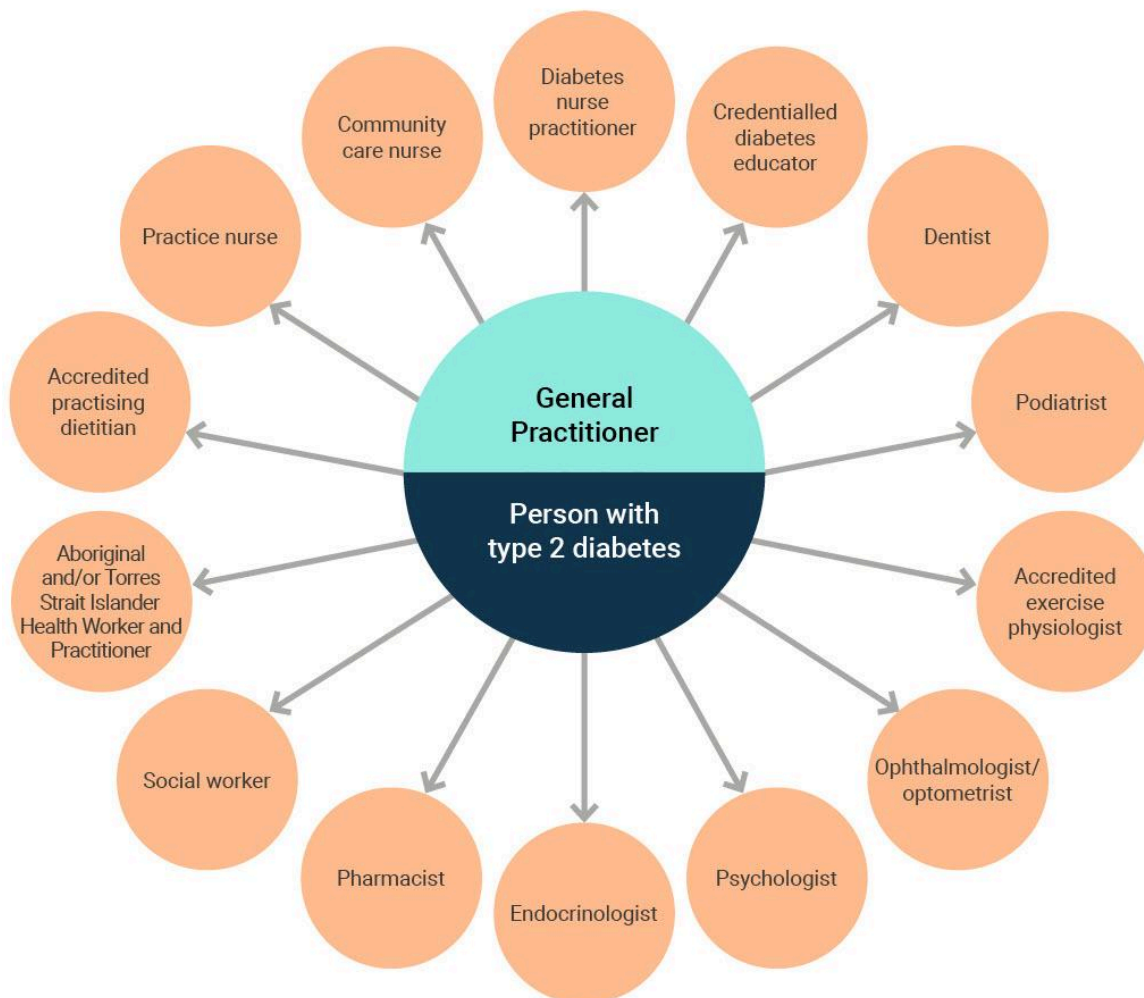 Diabetes
nurse
practitioner
Credentialled
diabetes
educator
Dentist
Podiatrist
Accredited
exercise
physiologist
Ophthalmologist/
optometrist
Psychologist
Endocrinologist
Pharmacist
Social worker
Aboriginal
and/or Torres
Strait Islander
Health Worker and
Practitioner
Accredited
practising
dietitian
Practice nurse
Community
care nurse
General
Practitioner
Person with
type 2 diabetes